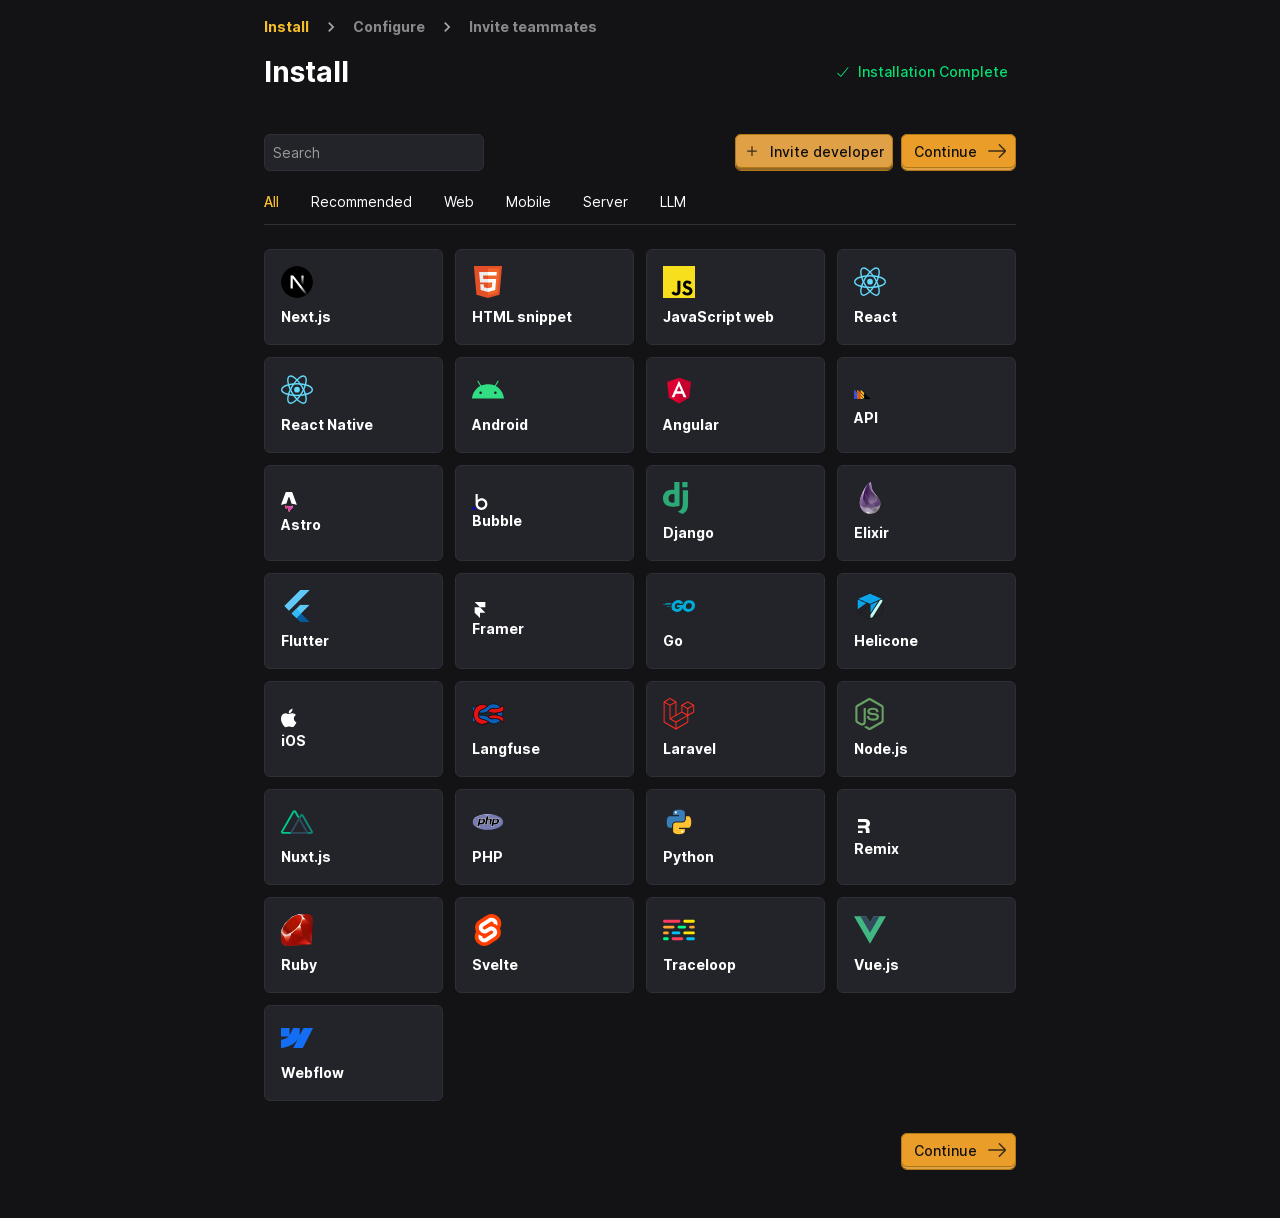 Install > Configure > Invite teammates
Install
Installation Complete
Search
Invite developer
Continue
All Recommended Web Mobile Server LLM
Next.js
HTML snippet
JS
JavaScript web
React
React Native
Android
Angular
API
Astro
Bubble
dj
Django
Elixir
Flutter
Framer
GO
Go
Helicone
iOS
Langfuse
Laravel
JS
Node.js
Nuxt.js
php
PHP
Python
Remix
Ruby
Svelte
Traceloop
Vue.js
Webflow
Continue